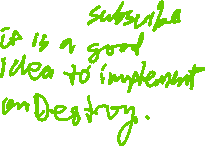 subscribe
it is a good
idea to implement
onDestroy.